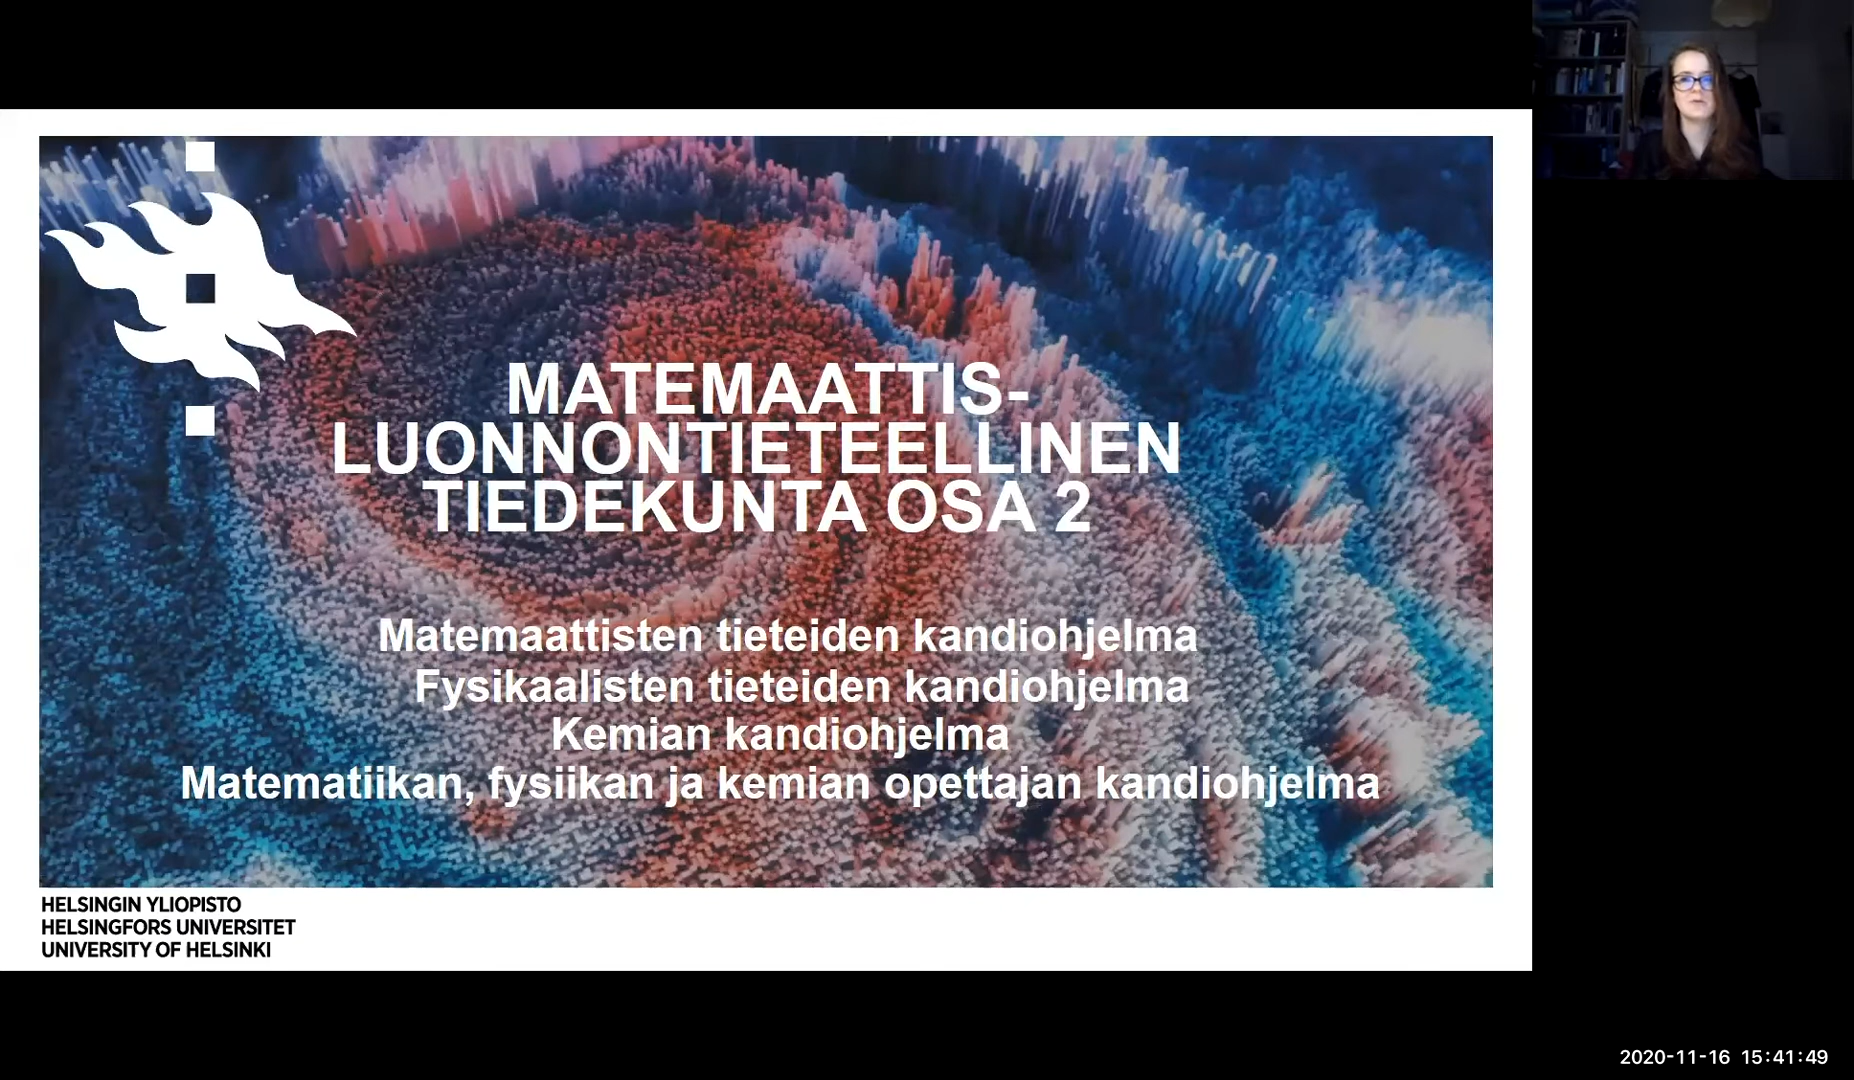 MATEMAATTIS-
LUONNONTIETEELLINEN
TIEDEKUNTA OSA 2
Matemaattisten tieteiden kandiohjelma
Fysikaalisten tieteiden kandiohjelma
Kemian kandiohjelma
Matematiikan, fysiikan ja kemian opettajan kandiohjelma
HELSINGIN YLIOPISTO
HELSINGFORS UNIVERSITET
UNIVERSITY OF HELSINKI
2020-11-16 15:41:49